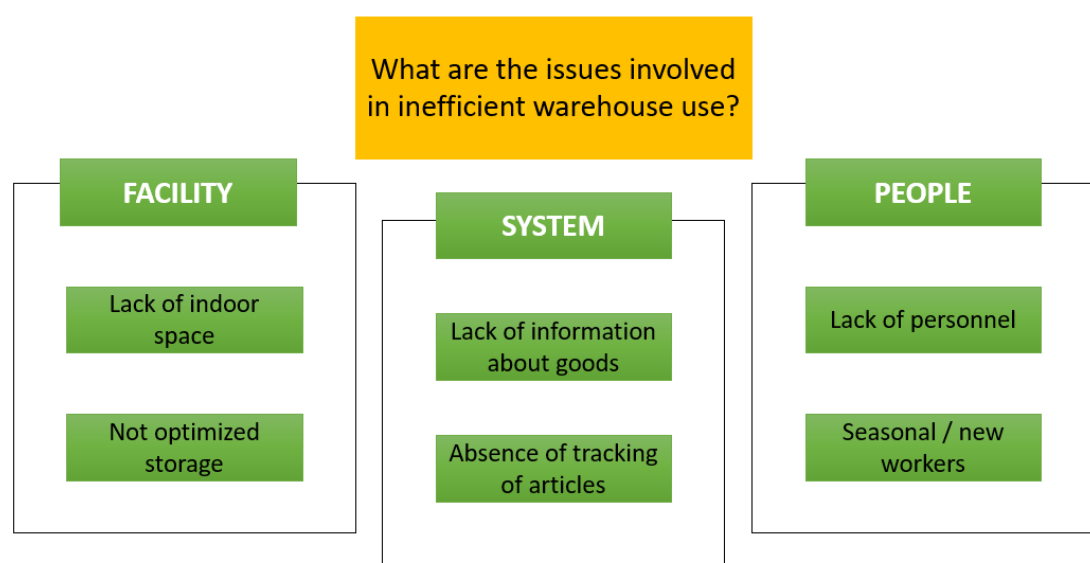 What are the issues involved
in inefficient warehouse use?
FACILITY
Lack of indoor
space
Not optimized
storage
SYSTEM
Lack of information
about goods
Absence of tracking
of articles
PEOPLE
Lack of personnel
Seasonal / new
workers